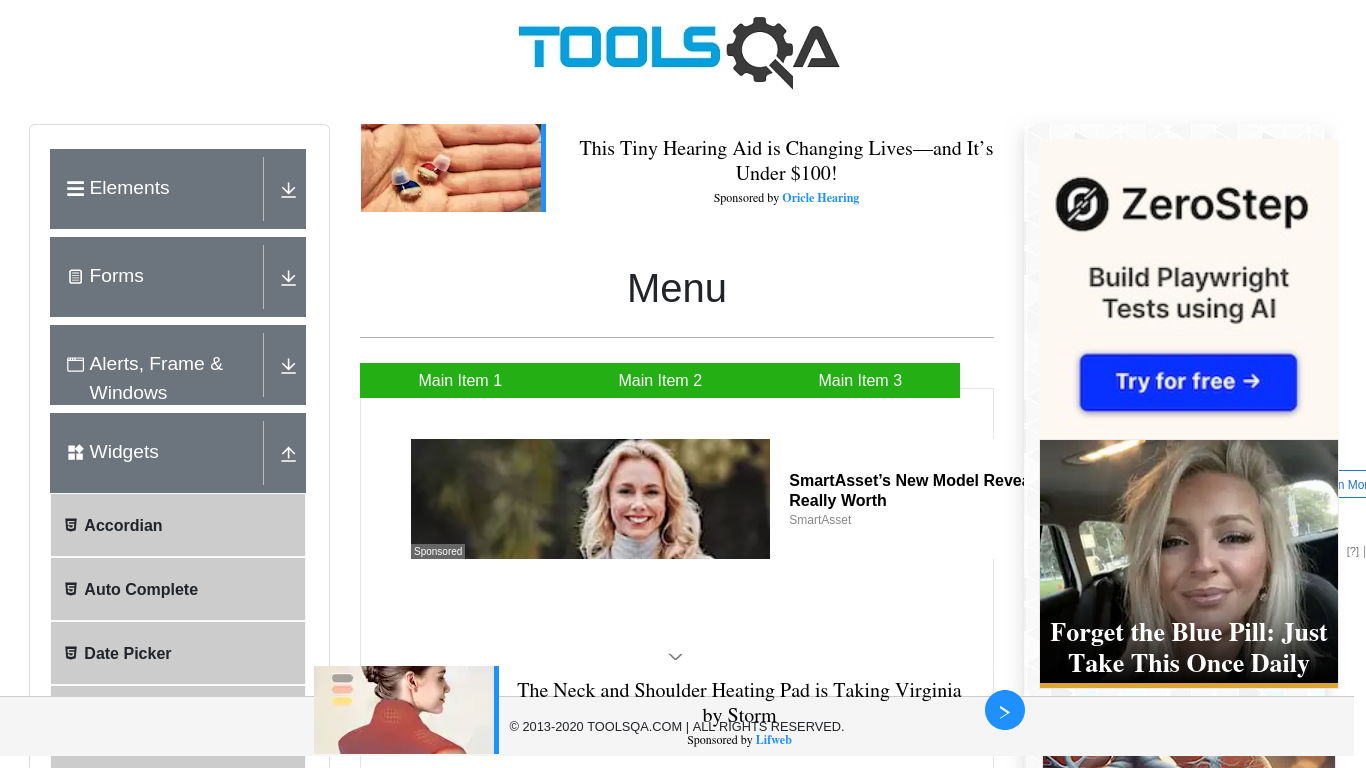 TOOLSQA
Elements
Forms
Alerts, Frame &
Windows
Widgets
Accordian
Auto Complete
Date Picker
This Tiny Hearing Aid is Changing Lives—and It's
Under $100!
Sponsored by Oricle Hearing
Menu
Main Item 1
Main Item 2
Main Item 3
Sponsored
SmartAsset's New Model Revea
Really Worth
SmartAsset
ZeroStep
Build Playwright
Tests using AI
Try for free →
n Mor
[?]
Forget the Blue Pill: Just
Take This Once Daily
The Neck and Shoulder Heating Pad is Taking Virginia
by Storm
© 2013-2020 TOOLSQA.COM | ALL RIGHTS RESERVED.
Sponsored by Lifweb